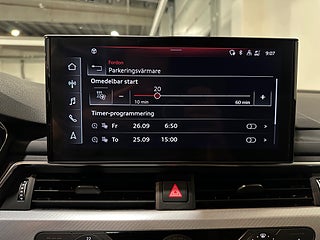 9:07
Fordon
Parkeringsvärmare
Omedelbar start
20
− +
10 min 60 min
Timer-programmering
Fr 26.09 6:50 >
To 25.09 15:00 >
22